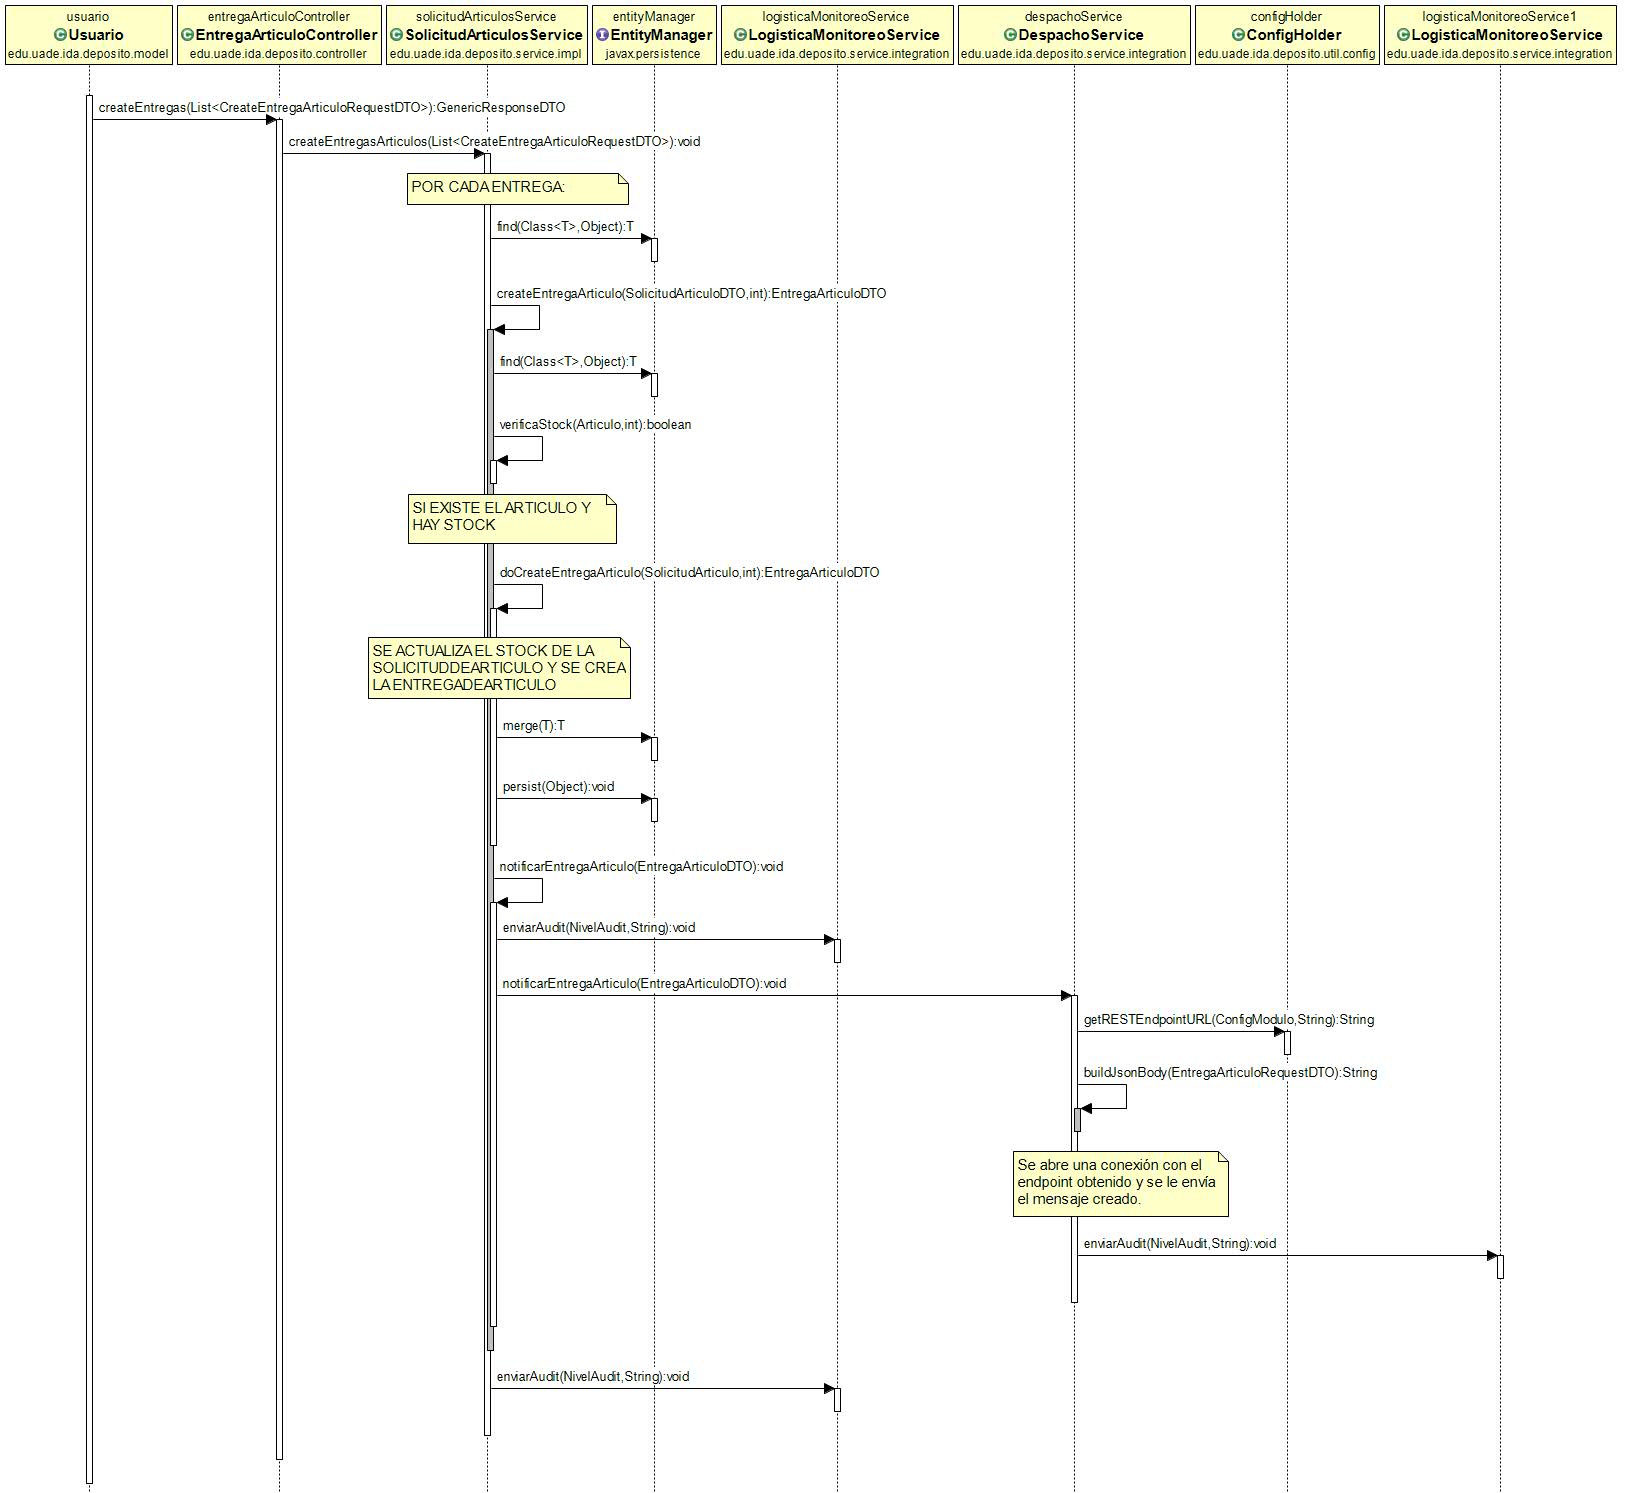 usuario
Usuario
edu.uade.ida.deposito.model
entregaArticuloController
EntregaArticuloController
edu.uade.ida.deposito.controller
solicitudArticulosService
SolicitudArticulosService
edu.uade.ida.deposito.service.impl
entityManager
EntityManager
javax.persistence
logisticaMonitoreoService
LogisticaMonitoreoService
edu.uade.ida.deposito.service.integration
despachoService
DespachoService
edu.uade.ida.deposito.service.integration
configHolder
ConfigHolder
edu.uade.ida.deposito.util.config
logisticaMonitoreoService1
LogisticaMonitoreoService
edu.uade.ida.deposito.service.integration
createEntregas(List<CreateEntregaArticuloRequestDTO>):GenericResponseDTO
createEntregasArticulos(List<CreateEntregaArticuloRequestDTO>):void
POR CADA ENTREGA:
find(Class<T>,Object):T
createEntregaArticulo(SolicitudArticuloDTO,int):EntregaArticuloDTO
find(Class<T>,Object):T
verificaStock(Articulo,int):boolean
SI EXISTE EL ARTICULO Y
HAY STOCK
doCreateEntregaArticulo(SolicitudArticulo,int):EntregaArticuloDTO
SE ACTUALIZA EL STOCK DE LA
SOLICITUDDEARTICULO Y SE CREA
LA ENTREGADEARTICULO
merge(T):T
persist(Object):void
notificarEntregaArticulo(EntregaArticuloDTO):void
enviarAudit(NivelAudit,String):void
notificarEntregaArticulo(EntregaArticuloDTO):void
getRESTEndpointURL(ConfigModulo,String):String
buildJsonBody(EntregaArticuloRequestDTO):String
Se abre una conexión con el
endpoint obtenido y se le envía
el mensaje creado.
enviarAudit(NivelAudit,String):void
enviarAudit(NivelAudit,String):void